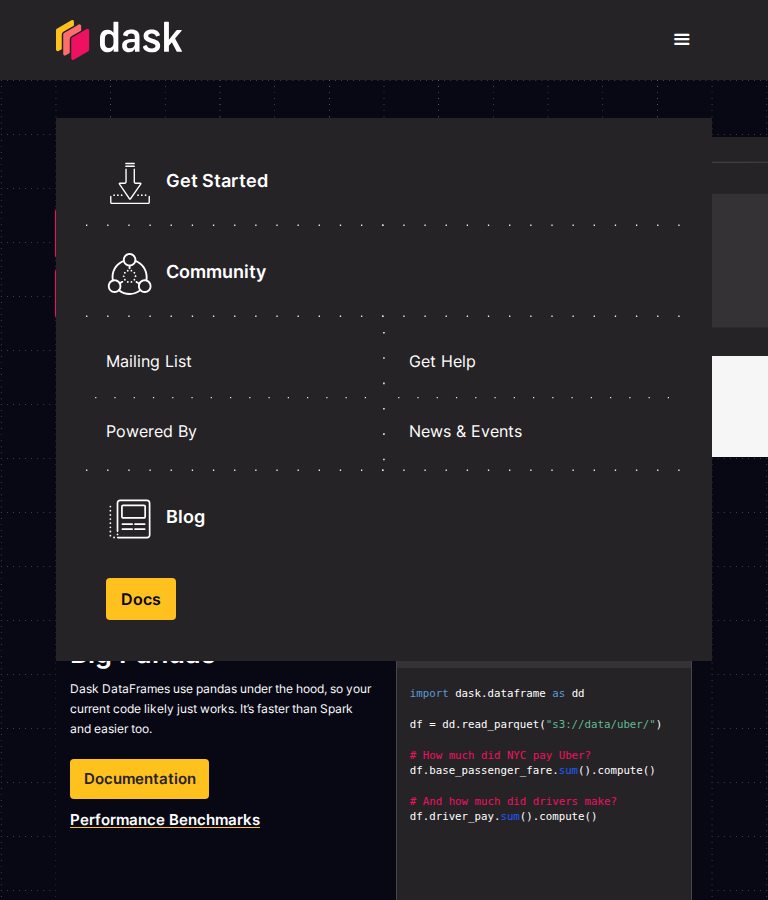 dask
Get Started
Community
Mailing List
Get Help
Powered By
News & Events
Blog
Docs
Big Pandas
Dask DataFrames use pandas under the hood, so your
current code likely just works. It's faster than Spark
and easier too.
Documentation
Performance Benchmarks
import dask.dataframe as dd
df = dd.read_parquet("s3://data/uber/")
# How much did NYC pay Uber?
df.base_passenger_fare.sum().compute()
# And how much did drivers make?
df.driver_pay.sum().compute()